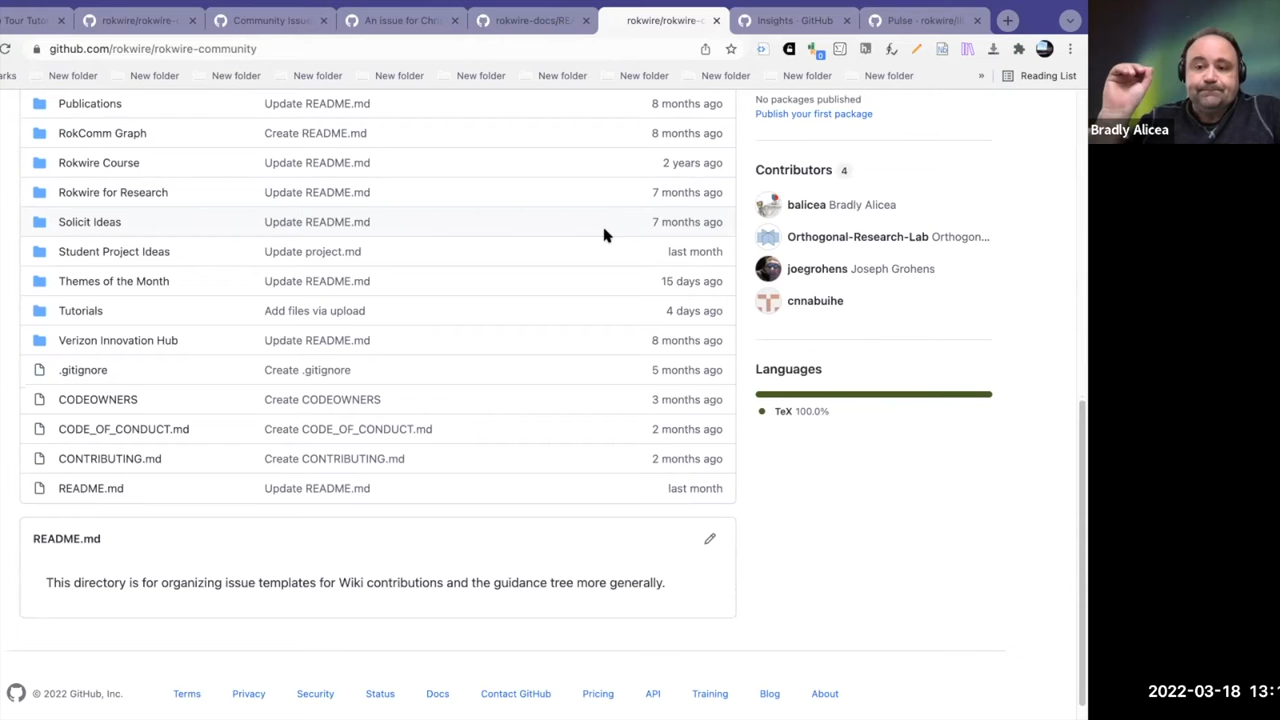 Tour Tutor
rokwire/rokwire-c
Community Issue
An issue for Chri
rokwire-docs/RE
rokwire/rokwire-c
Insights · GitHub
Pulse · rokwire/il
github.com/rokwire/rokwire-community
arks
New folder
New folder
New folder
New folder
New folder
New folder
New folder
New folder
New folder
New folder
New folder
»
Reading List
Publications Update README.md 8 months ago
RokComm Graph Create README.md 8 months ago
Rokwire Course Update README.md 2 years ago
Rokwire for Research Update README.md 7 months ago
Solicit Ideas Update README.md 7 months ago
Student Project Ideas Update project.md last month
Themes of the Month Update README.md 15 days ago
Tutorials Add files via upload 4 days ago
Verizon Innovation Hub Update README.md 8 months ago
.gitignore Create .gitignore 5 months ago
CODEOWNERS Create CODEOWNERS 3 months ago
CODE_OF_CONDUCT.md Create CODE_OF_CONDUCT.md 2 months ago
CONTRIBUTING.md Create CONTRIBUTING.md 2 months ago
README.md Update README.md last month
README.md
This directory is for organizing issue templates for Wiki contributions and the guidance tree more generally.
No packages published
Publish your first package
Contributors 4
balicea Bradly Alicea
Orthogonal-Research-Lab Orthogon...
joegrohens Joseph Grohens
cnnabuihe
Languages
TeX 100.0%
© 2022 GitHub, Inc. Terms Privacy Security Status Docs Contact GitHub Pricing API Training Blog About
Bradly Alicea
2022-03-18 13: